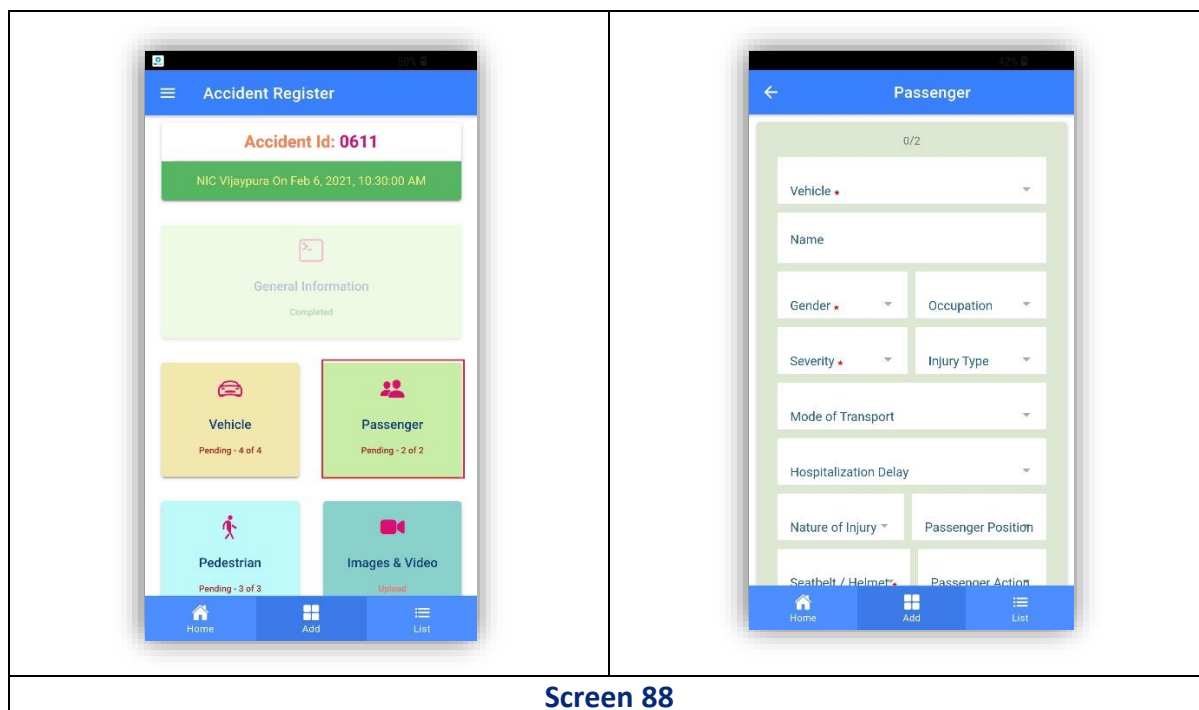 50%
Accident Register
Accident Id: 0611
NIC Vijaypura On Feb 6, 2021, 10:30:00 AM
General Information
Completed
Vehicle
Pending - 4 of 4
Passenger
Pending - 2 of 2
Pedestrian
Pending - 3 of 3
Images & Video
Upload
Home
Add
List
42%
Passenger
0/2
Vehicle *
Name
Gender *
Occupation
Severity *
Injury Type
Mode of Transport
Hospitalization Delay
Nature of Injury
Passenger Position
Seatbelt / Helmet *
Passenger Action
Home
Add
List
Screen 88